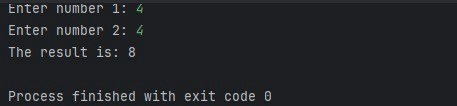 Enter number 1: 4
Enter number 2: 4
The result is: 8
Process finished with exit code 0